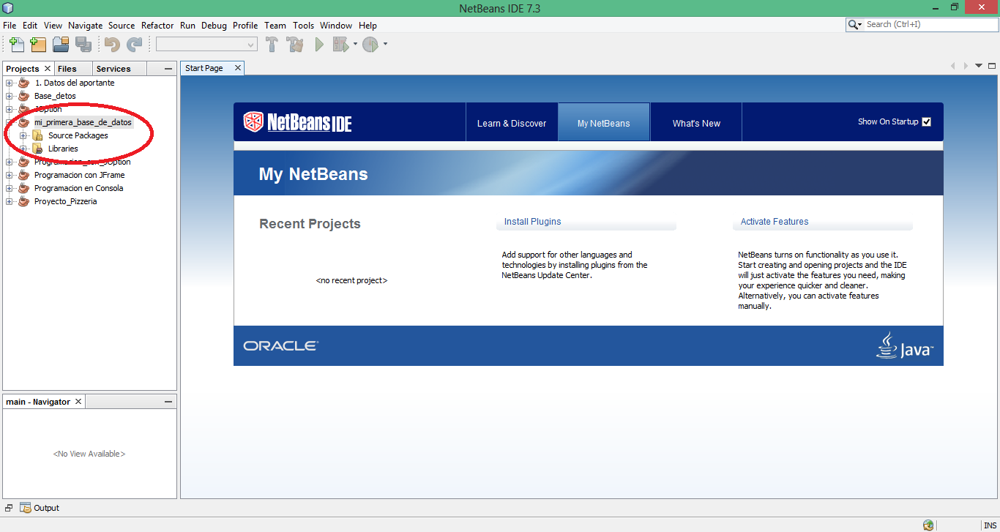 NetBeans IDE 7.3
File Edit View Navigate Source Refactor Run Debug Profile Team Tools Window Help
Search (Ctrl+I)
Projects Files Services
Start Page
1. Datos del aportante
Base_detos
JOption
mi_primera_base_de_datos
Source Packages
Libraries
Programacion_con_JOption
Programacion con JFrame
Programacion en Consola
Proyecto_Pizzeria
NetBeans IDE
Learn & Discover
My NetBeans
What's New
Show On Startup
My NetBeans
Recent Projects
<no recent project>
Install Plugins
Add support for other languages and
technologies by installing plugins from the
NetBeans Update Center.
Activate Features
NetBeans turns on functionality as you use it.
Start creating and opening projects and the IDE
will just activate the features you need, making
your experience quicker and cleaner.
Alternatively, you can activate features
manually.
ORACLE
Java™
main - Navigator
<No View Available>
Output
INS